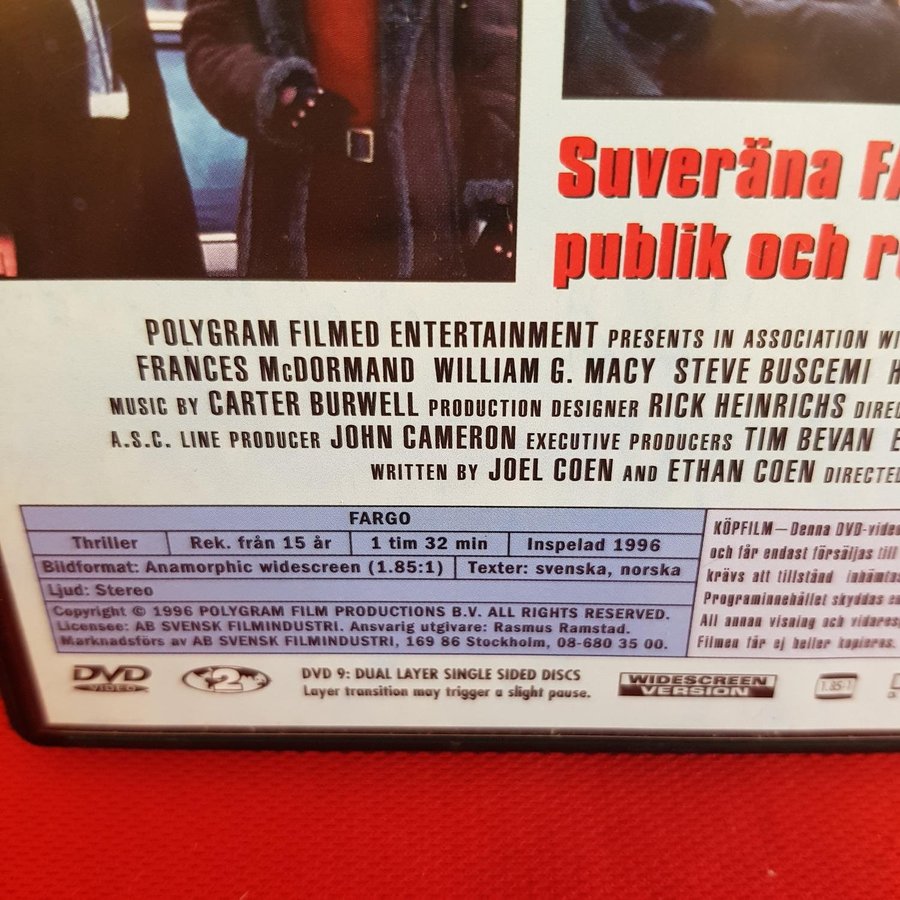 Suveräna FA
publik och r
POLYGRAM FILMED ENTERTAINMENT PRESENTS IN ASSOCIATION WI
FRANCES McDORMAND WILLIAM G. MACY STEVE BUSCEMI H
MUSIC BY CARTER BURWELL PRODUCTION DESIGNER RICK HEINRICHS DIREC
A.S.C. LINE PRODUCER JOHN CAMERON EXECUTIVE PRODUCERS TIM BEVAN E
WRITTEN BY JOEL COEN AND ETHAN COEN DIRECTED
FARGO
Thriller Rek. från 15 år 1 tim 32 min Inspelad 1996
Bildformat: Anamorphic widescreen (1.85:1) Texter: svenska, norska
Ljud: Stereo
Copyright © 1996 POLYGRAM FILM PRODUCTIONS B.V. ALL RIGHTS RESERVED.
Licensee: AB SVENSK FILMINDUSTRI. Ansvarig utgivare: Rasmus Ramstad.
Marknadsförs av AB SVENSK FILMINDUSTRI, 169 86 Stockholm, 08-680 35 00.
KÖPFILM—Denna DVD-video
och får endast försäljas till
krävs att tillstånd inhämtas
Programinnehållet skyddas en
All annan visning och vidaresp
Filmen får ej heller kopieras.
DVD VIDEO
2
DVD 9: DUAL LAYER SINGLE SIDED DISCS
Layer transition may trigger a slight pause.
WIDESCREEN VERSION
1.85:1